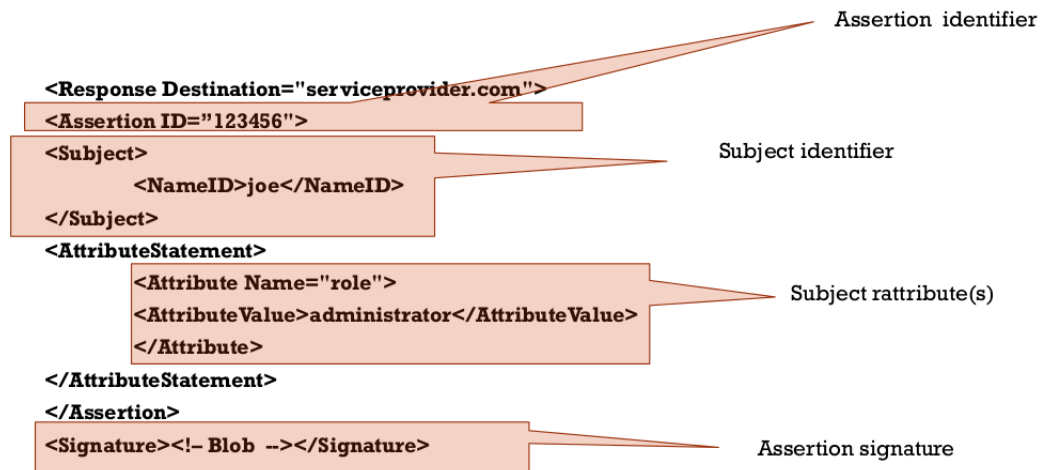 Assertion identifier
<Response Destination="serviceprovider.com">
<Assertion ID=”123456">
<Subject>
Subject identifier
<NameID>joe</NameID>
</Subject>
<AttributeStatement>
<Attribute Name="role">
Subject rattribute(s)
<AttributeValue>administrator</AttributeValue>
</Attribute>
</AttributeStatement>
</Assertion>
<Signature><!– Blob --></Signature>
Assertion signature